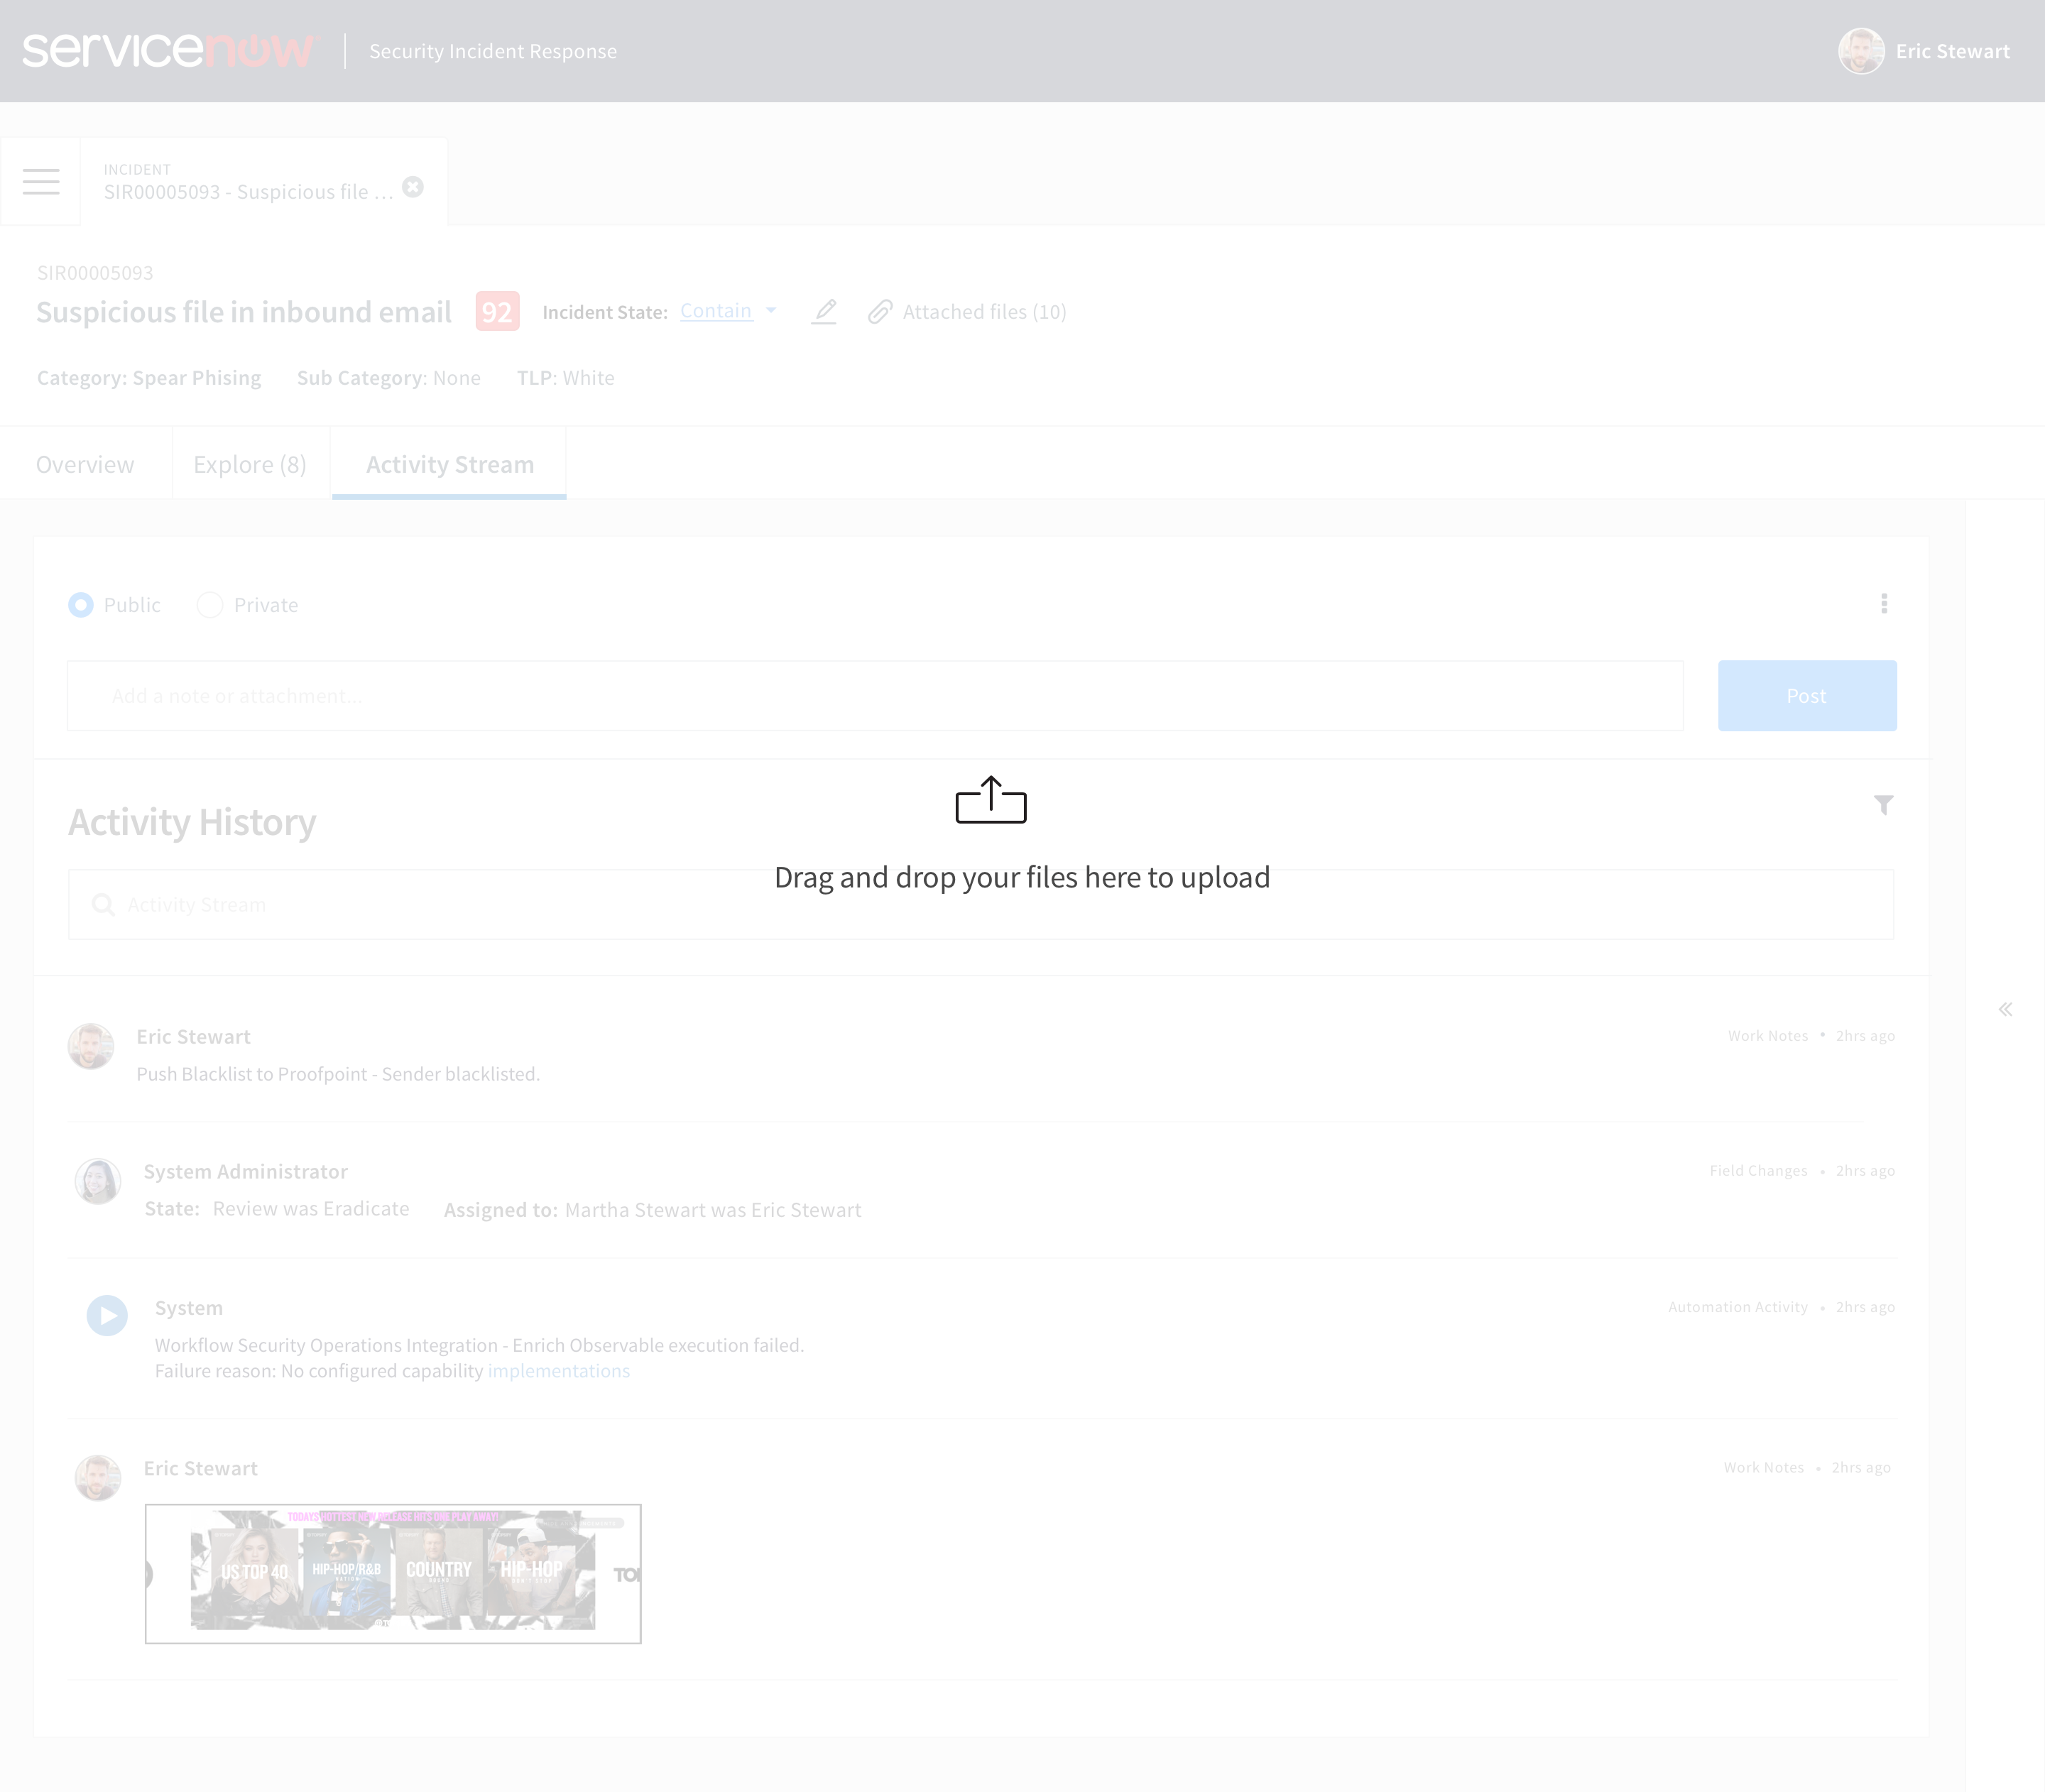 servicenow
Security Incident Response
Eric Stewart
INCIDENT
SIR00005093 - Suspicious file ...
SIR00005093
Suspicious file in inbound email 92 Incident State: Contain Attached files (10)
Category: Spear Phising Sub Category: None TLP: White
Overview Explore (8) Activity Stream
Public Private
Add a note or attachment... Post
Activity History
Drag and drop your files here to upload
Activity Stream
Eric Stewart Work Notes • 2hrs ago
Push Blacklist to Proofpoint - Sender blacklisted.
System Administrator Field Changes • 2hrs ago
State: Review was Eradicate Assigned to: Martha Stewart was Eric Stewart
System Automation Activity • 2hrs ago
Workflow Security Operations Integration - Enrich Observable execution failed.
Failure reason: No configured capability implementations
Eric Stewart Work Notes • 2hrs ago
TODAYS HOTTEST NEW RELEASE HITS ONE PLAY AWAY!
US TOP 40
HIP-HOP/R&B
NATION
COUNTRY
ROUND
HIP-HOP
DON'T STOP